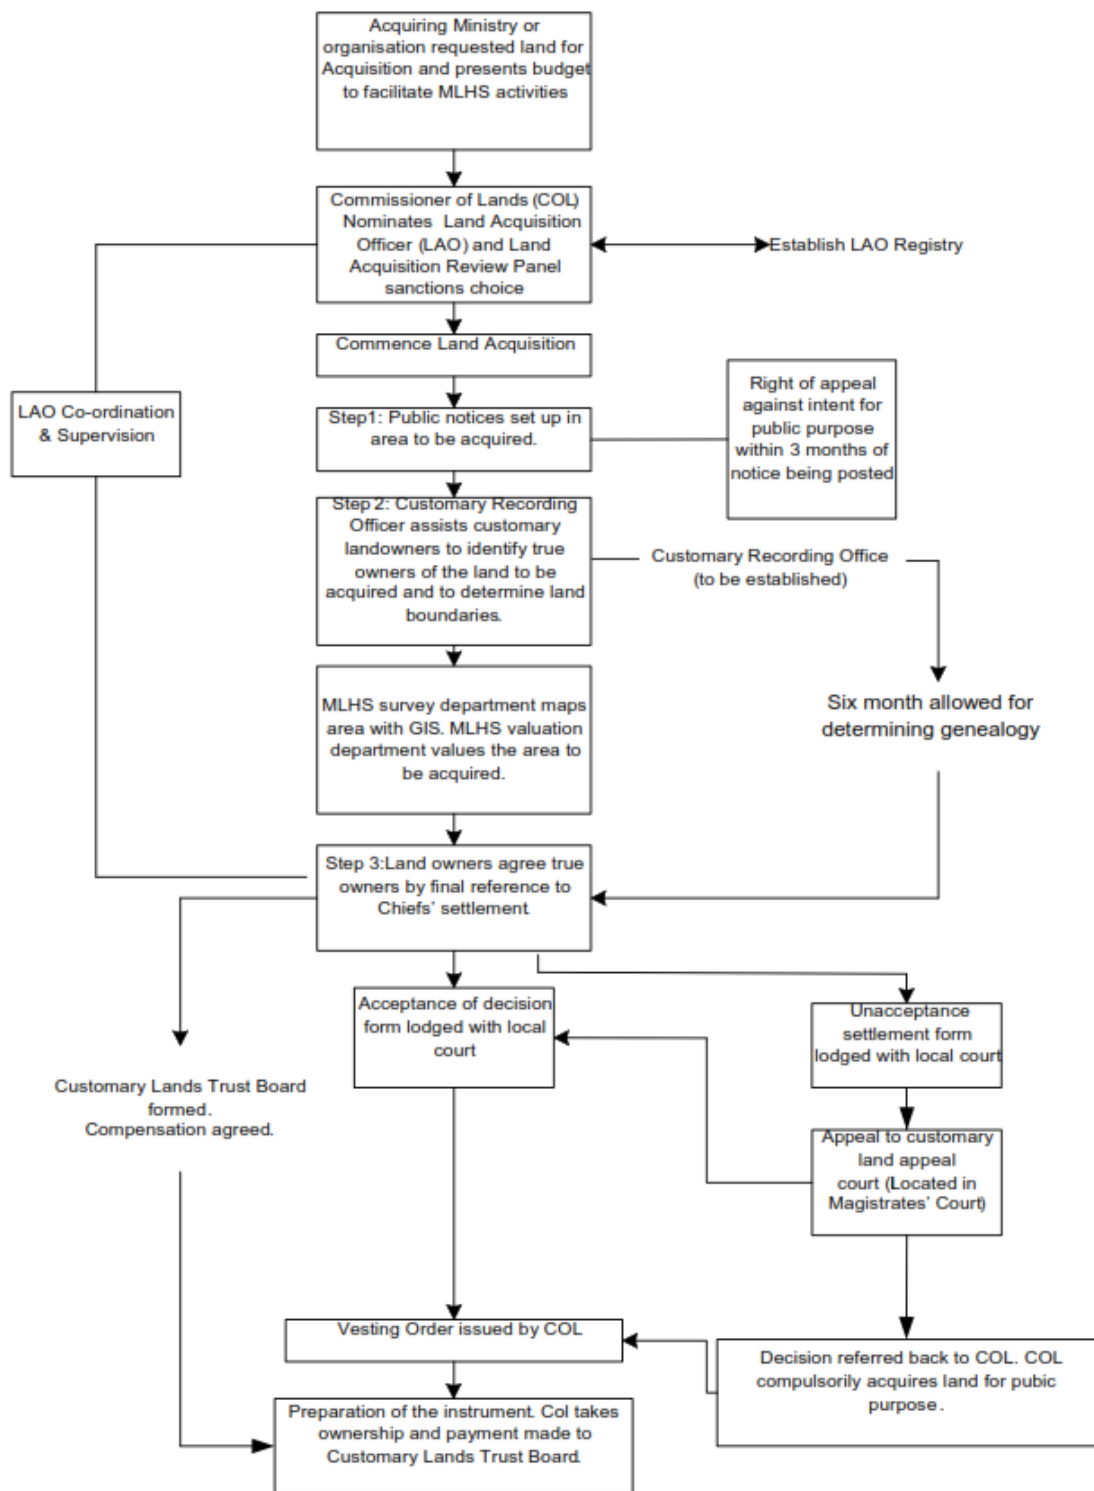 Acquiring Ministry or
organisation requested land for
Acquisition and presents budget
to facilitate MLHS activities
Commissioner of Lands (COL)
Nominates Land Acquisition
Officer (LAO) and Land
Acquisition Review Panel
sanctions choice
Establish LAO Registry
Commence Land Acquisition
LAO Co-ordination
& Supervision
Step1: Public notices set up in
area to be acquired.
Right of appeal
against intent for
public purpose
within 3 months of
notice being posted
Step 2: Customary Recording
Officer assists customary
landowners to identify true
owners of the land to be
acquired and to determine land
boundaries.
Customary Recording Office
(to be established)
MLHS survey department maps
area with GIS. MLHS valuation
department values the area to
be acquired.
Six month allowed for
determining genealogy
Step 3:Land owners agree true
owners by final reference to
Chiefs' settlement.
Acceptance of decision
form lodged with local
court
Unacceptance
settlement form
lodged with local court
Customary Lands Trust Board
formed.
Compensation agreed.
Appeal to customary
land appeal
court (Located in
Magistrates' Court)
Vesting Order issued by COL
Decision referred back to COL. COL
compulsorily acquires land for pubic
purpose.
Preparation of the instrument. Col takes
ownership and payment made to
Customary Lands Trust Board.